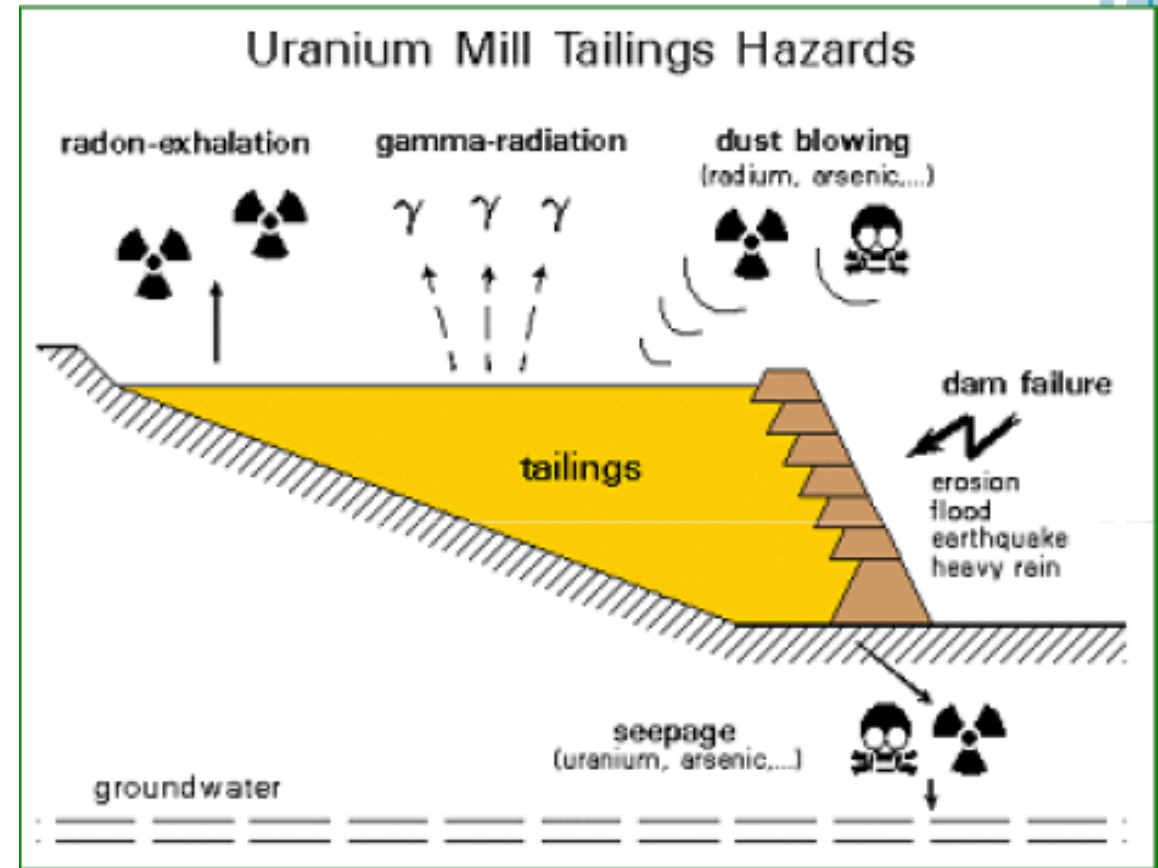 Uranium Mill Tailings Hazards
radon-exhalation
gamma-radiation
dust blowing
(radium, arsenic,...)
γ γ γ
dam failure
erosion
flood
earthquake
heavy rain
tailings
seepage
(uranium, arsenic,...)
groundwater